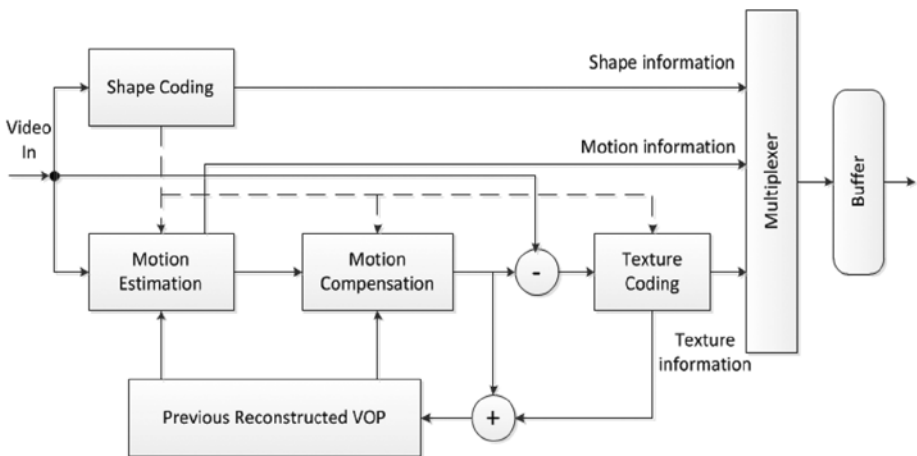 Shape information
Shape Coding
Video
In
Motion information
Multiplexer
Buffer
Motion
Estimation
Motion
Compensation
-
Texture
Coding
Texture
information
Previous Reconstructed VOP
+